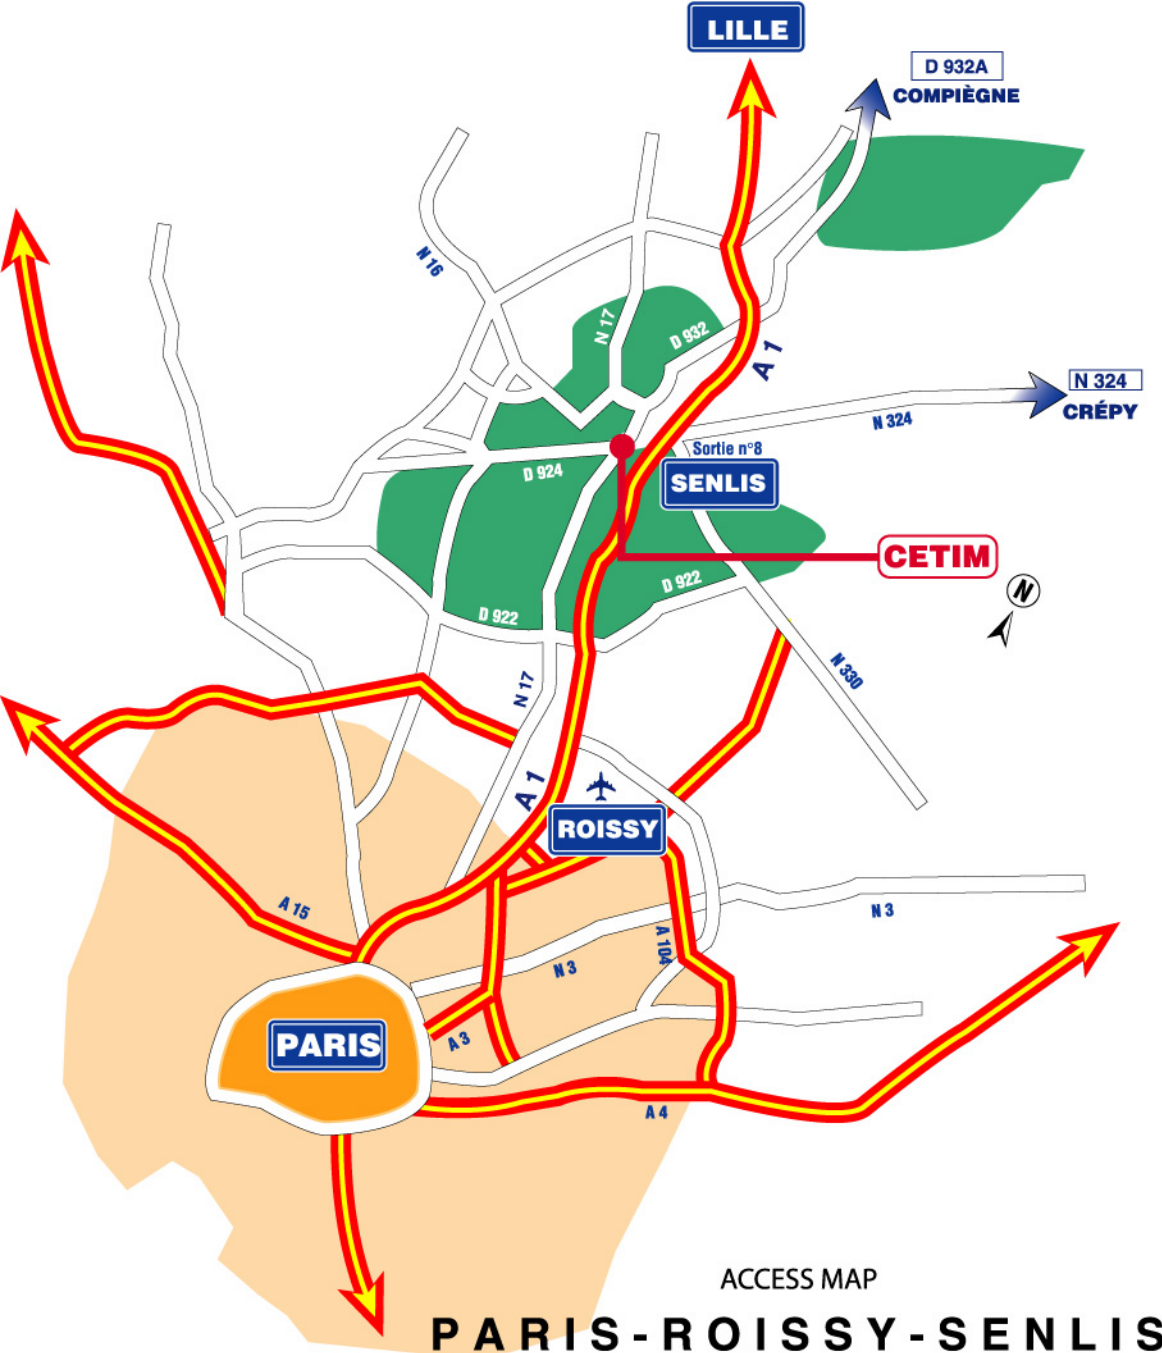 LILLE
D 932A
COMPIÈGNE
N 16
N 17
D 932
A 1
N 324
CRÉPY
N 324
Sortie n°8
D 924
SENLIS
CETIM
D 922
D 922
N
N 330
N 17
A 1
ROISSY
A 15
N 3
A 104
N 3
A 3
PARIS
A 4
ACCESS MAP
PARIS-ROISSY-SENLIS